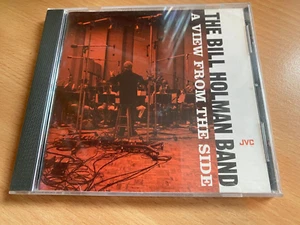 THE BILL HOLMAN BAND
A VIEW FROM THE SIDE
JVC